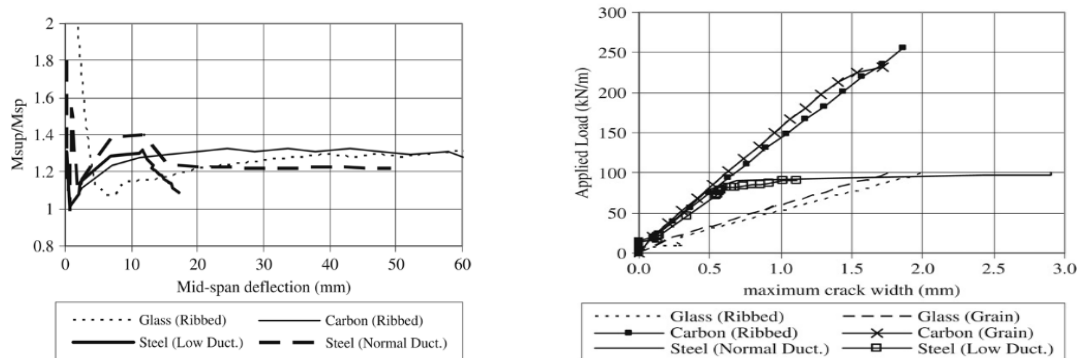 2
1.8
1.6
1.4
1.2
1
0.8
Msup/Msp
0 10 20 30 40 50 60
Mid-span deflection (mm)
Glass (Ribbed) Carbon (Ribbed)
Steel (Low Duct.) Steel (Normal Duct.)
300
250
200
150
100
50
0
Applied Load (kN/m)
0.0 0.5 1.0 1.5 2.0 2.5 3.0
maximum crack width (mm)
Glass (Ribbed) Glass (Grain)
Carbon (Ribbed) Carbon (Grain)
Steel (Normal Duct.) Steel (Low Duct.)